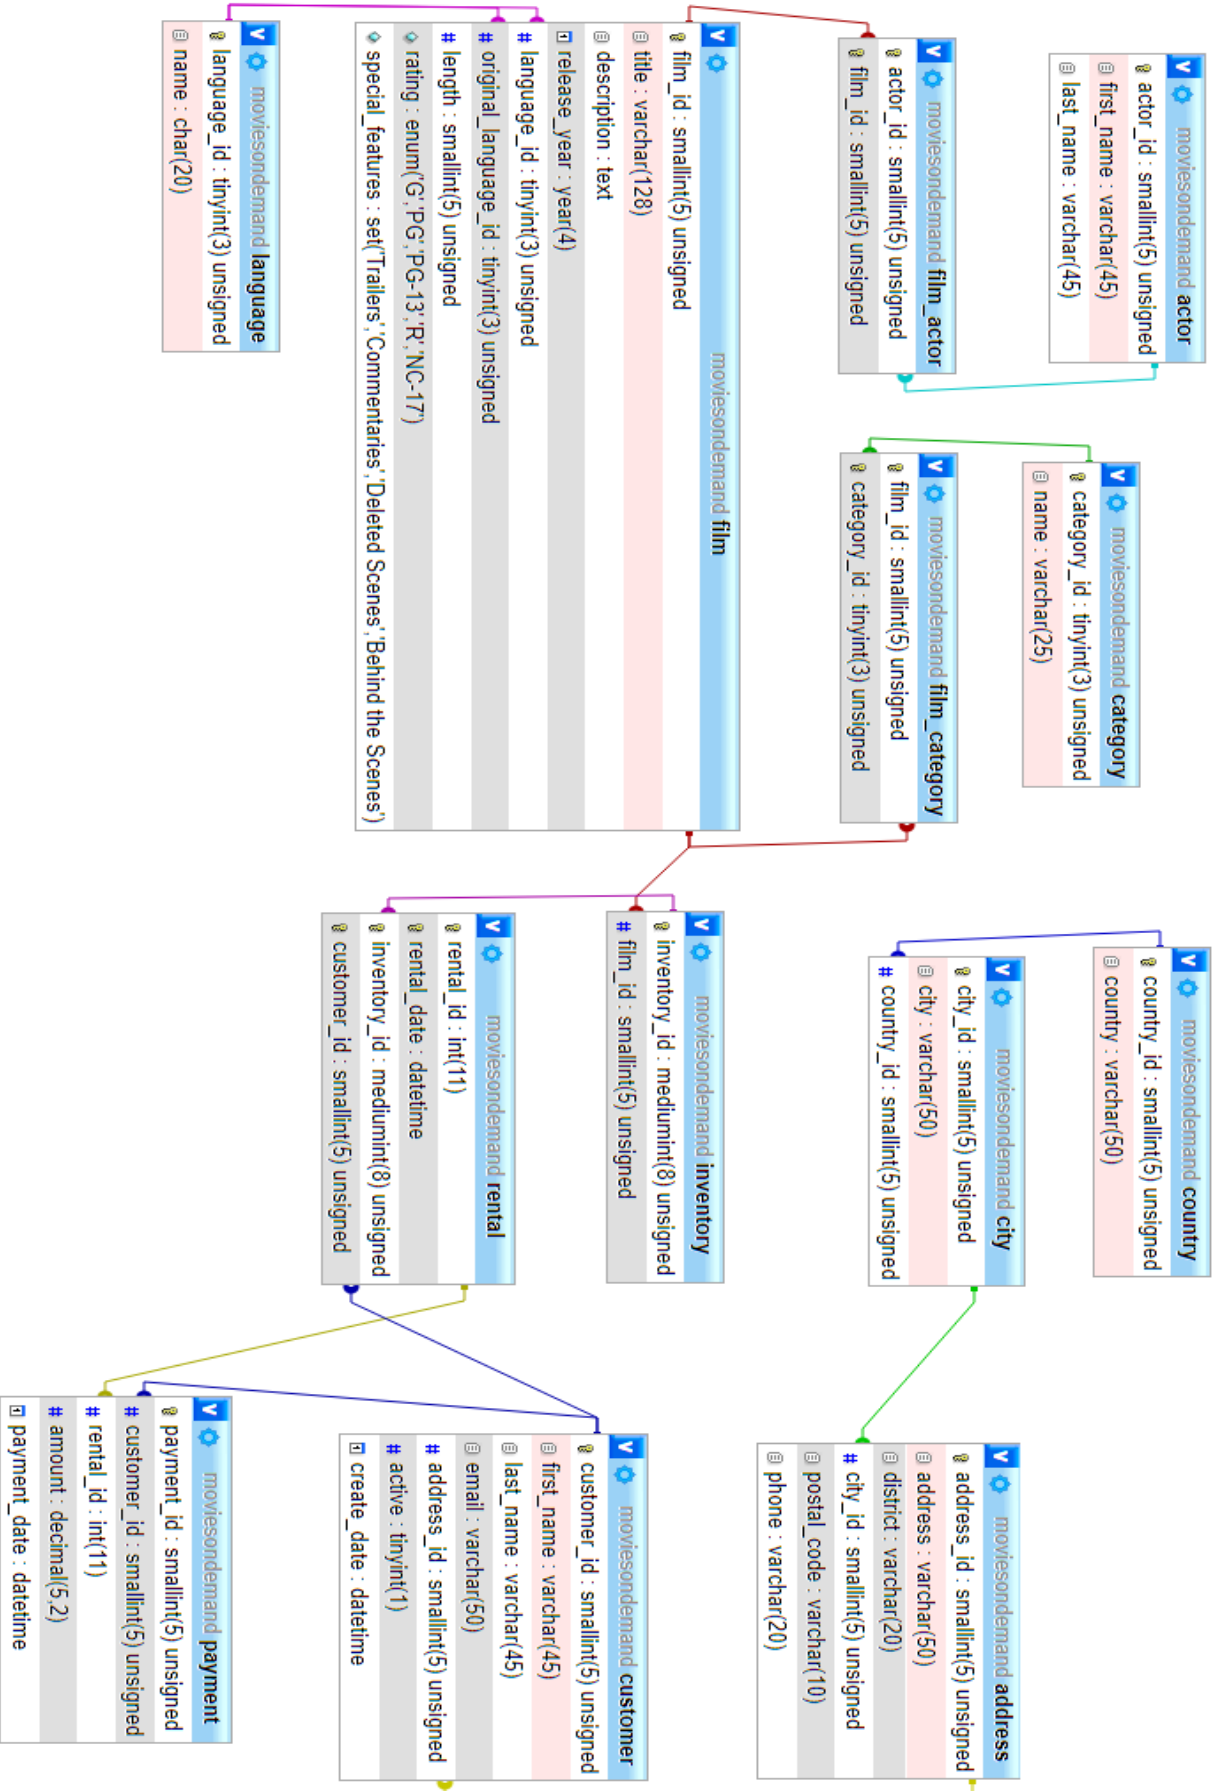 moviesondemand actor
actor_id : smallint(5) unsigned
first_name : varchar(45)
last_name : varchar(45)
moviesondemand category
category_id : tinyint(3) unsigned
name : varchar(25)
moviesondemand country
country_id : smallint(5) unsigned
country : varchar(50)
moviesondemand film_actor
actor_id : smallint(5) unsigned
film_id : smallint(5) unsigned
moviesondemand film_category
film_id : smallint(5) unsigned
category_id : tinyint(3) unsigned
moviesondemand city
city_id : smallint(5) unsigned
city : varchar(50)
# country_id : smallint(5) unsigned
moviesondemand address
address_id : smallint(5) unsigned
address : varchar(50)
district : varchar(20)
# city_id : smallint(5) unsigned
postal_code : varchar(10)
phone : varchar(20)
moviesondemand film
film_id : smallint(5) unsigned
title : varchar(128)
description : text
release_year : year(4)
# language_id : tinyint(3) unsigned
# original_language_id : tinyint(3) unsigned
# length : smallint(5) unsigned
rating : enum('G','PG','PG-13','R','NC-17')
special_features : set('Trailers','Commentaries','Deleted Scenes','Behind the Scenes')
moviesondemand inventory
inventory_id : mediumint(8) unsigned
# film_id : smallint(5) unsigned
moviesondemand customer
customer_id : smallint(5) unsigned
first_name : varchar(45)
last_name : varchar(45)
email : varchar(50)
# address_id : smallint(5) unsigned
# active : tinyint(1)
create_date : datetime
moviesondemand rental
rental_id : int(11)
rental_date : datetime
inventory_id : mediumint(8) unsigned
customer_id : smallint(5) unsigned
moviesondemand language
language_id : tinyint(3) unsigned
name : char(20)
moviesondemand payment
payment_id : smallint(5) unsigned
# customer_id : smallint(5) unsigned
# rental_id : int(11)
# amount : decimal(5,2)
payment_date : datetime